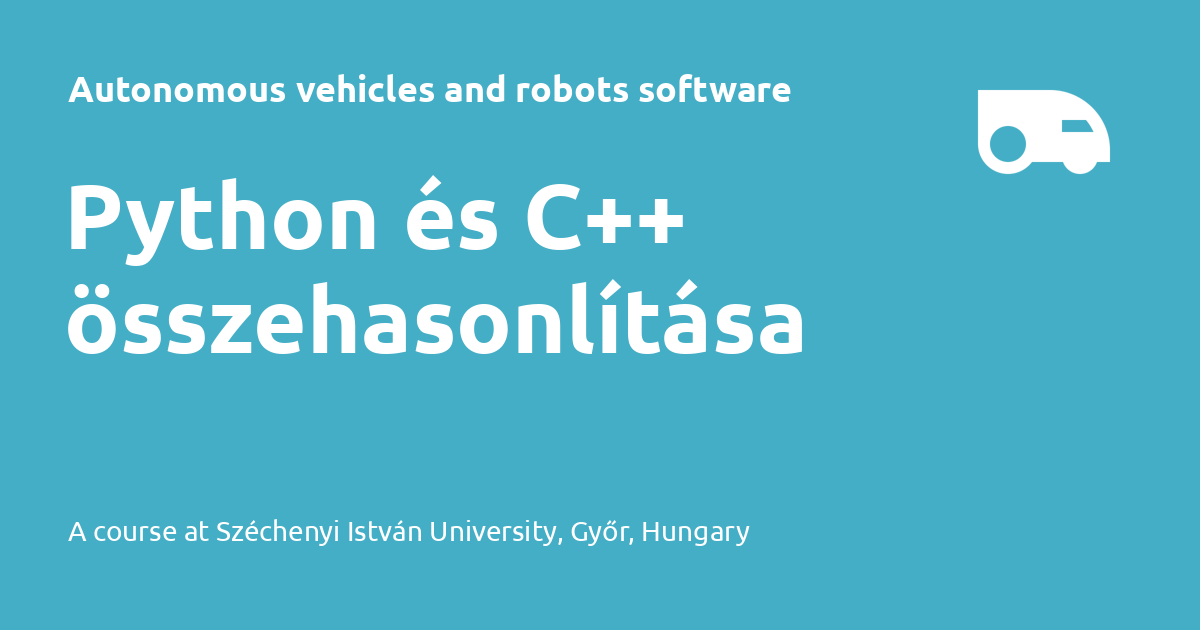 Autonomous vehicles and robots software
Python és C++
összehasonlítása
A course at Széchenyi István University, Győr, Hungary